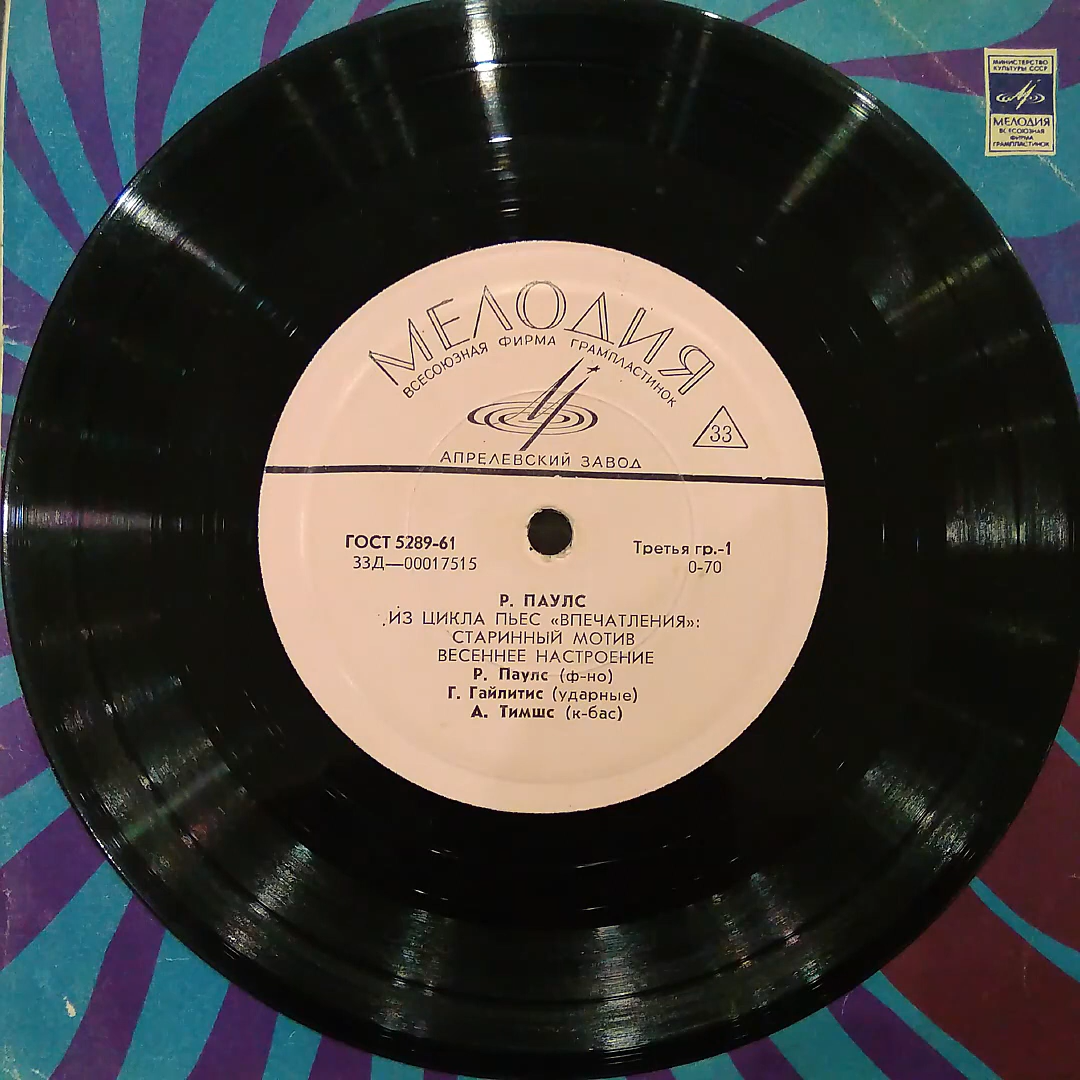 МИНИСТЕРСТВО
КУЛЬТУРЫ СССР
МЕЛОДИЯ
ВСЕСОЮЗНАЯ
ФИРМА
ГРАМПЛАСТИНОК
МЕЛОДИЯ
ВСЕСОЮЗНАЯ ФИРМА ГРАМПЛАСТИНОК
33
АПРЕЛЕВСКИЙ ЗАВОД
ГОСТ 5289-61
33Д—00017515
Третья гр.-1
0-70
Р. ПАУЛС
ИЗ ЦИКЛА ПЬЕС «ВПЕЧАТЛЕНИЯ»:
СТАРИННЫЙ МОТИВ
ВЕСЕННЕЕ НАСТРОЕНИЕ
Р. Паулс (ф-но)
Г. Гайлитис (ударные)
А. Тимшс (к-бас)